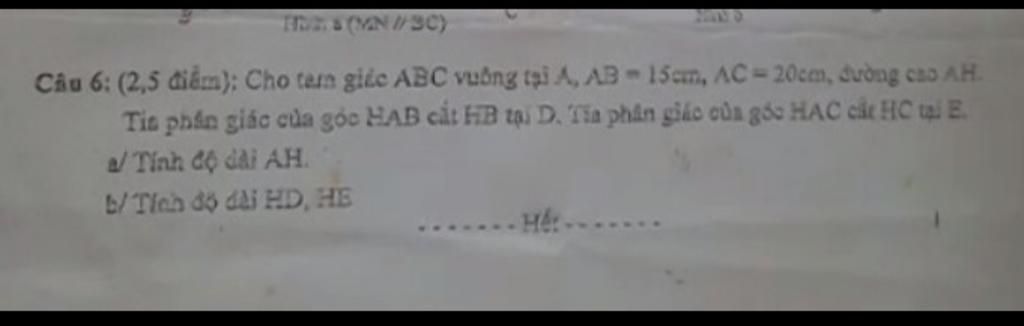 (MN // BC)
Câu 6: (2,5 điểm): Cho tam giác ABC vuông tại A, AB = 15cm, AC = 20cm, đường cao AH.
Tia phân giác của góc HAB cắt HB tại D. Tia phân giác của góc HAC cắt HC tại E.
a/ Tính độ dài AH.
b/ Tính độ dài HD, HE
- - - - - - - Hết - - - - - - -